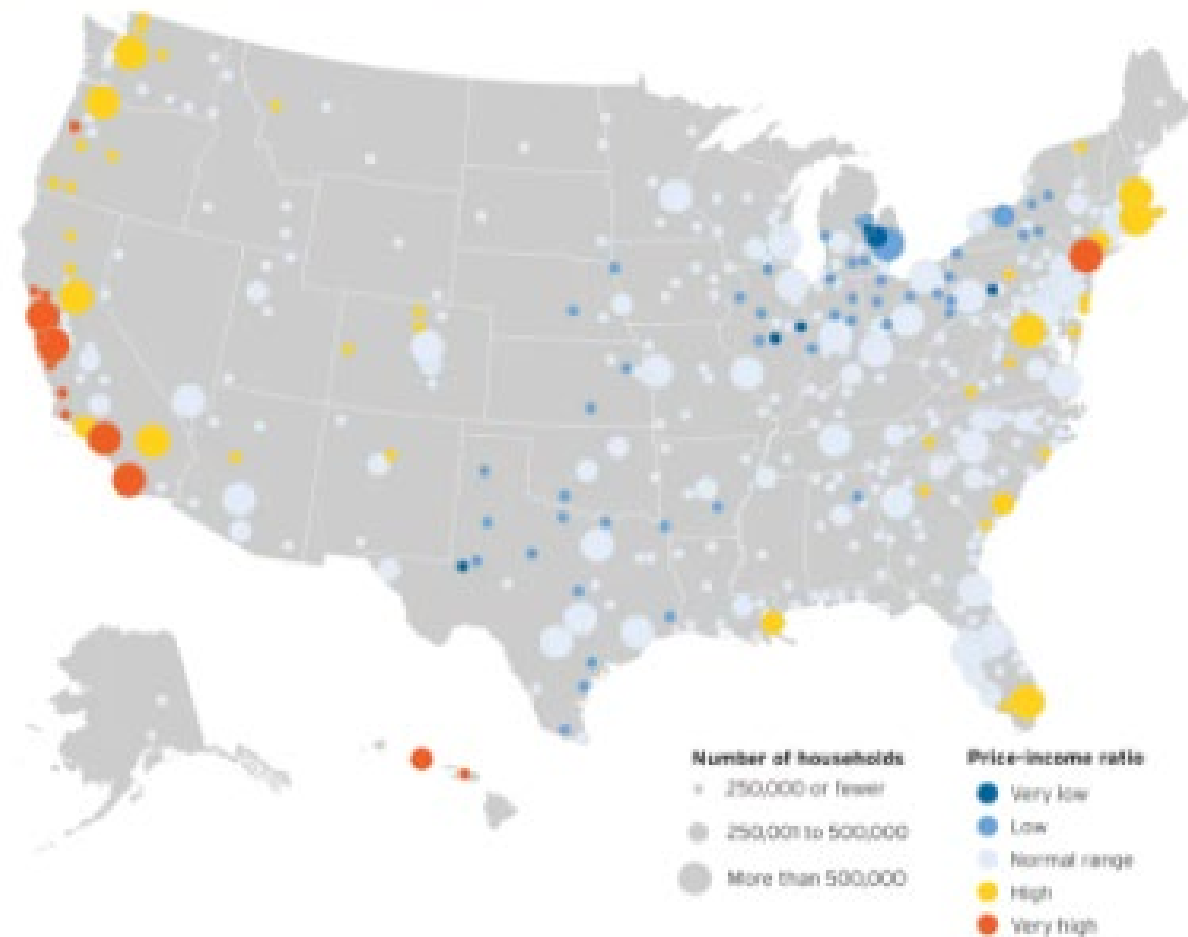 Number of households
250,000 or fewer
250,001 to 500,000
More than 500,000
Price-income ratio
Very low
Low
Normal range
High
Very high